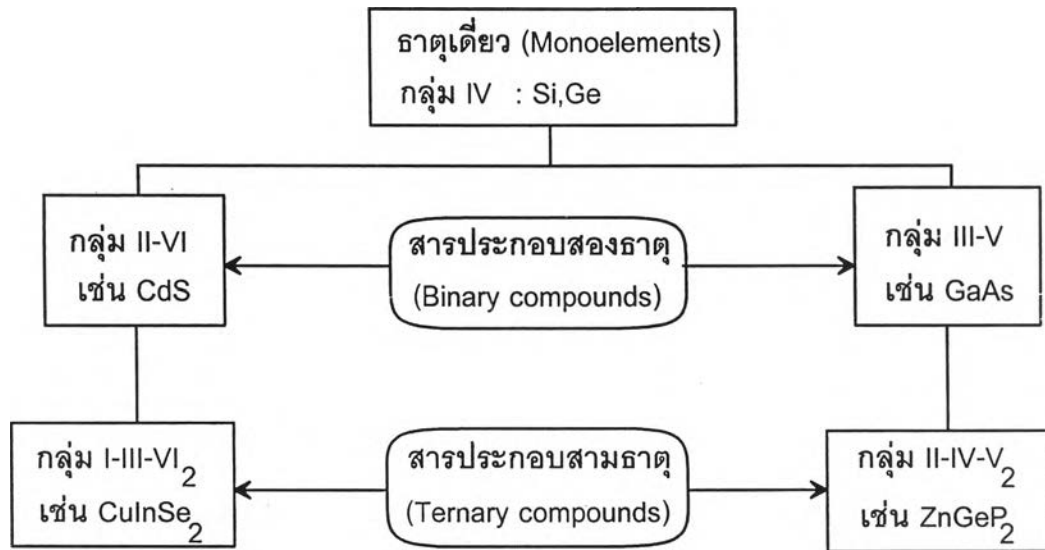 ธาตุเดี่ยว (Monoelements)
กลุ่ม IV : Si,Ge
กลุ่ม II-VI
เช่น CdS
สารประกอบสองธาตุ
(Binary compounds)
กลุ่ม III-V
เช่น GaAs
กลุ่ม I-III-VI₂
เช่น CuInSe₂
สารประกอบสามธาตุ
(Ternary compounds)
กลุ่ม II-IV-V₂
เช่น ZnGeP₂